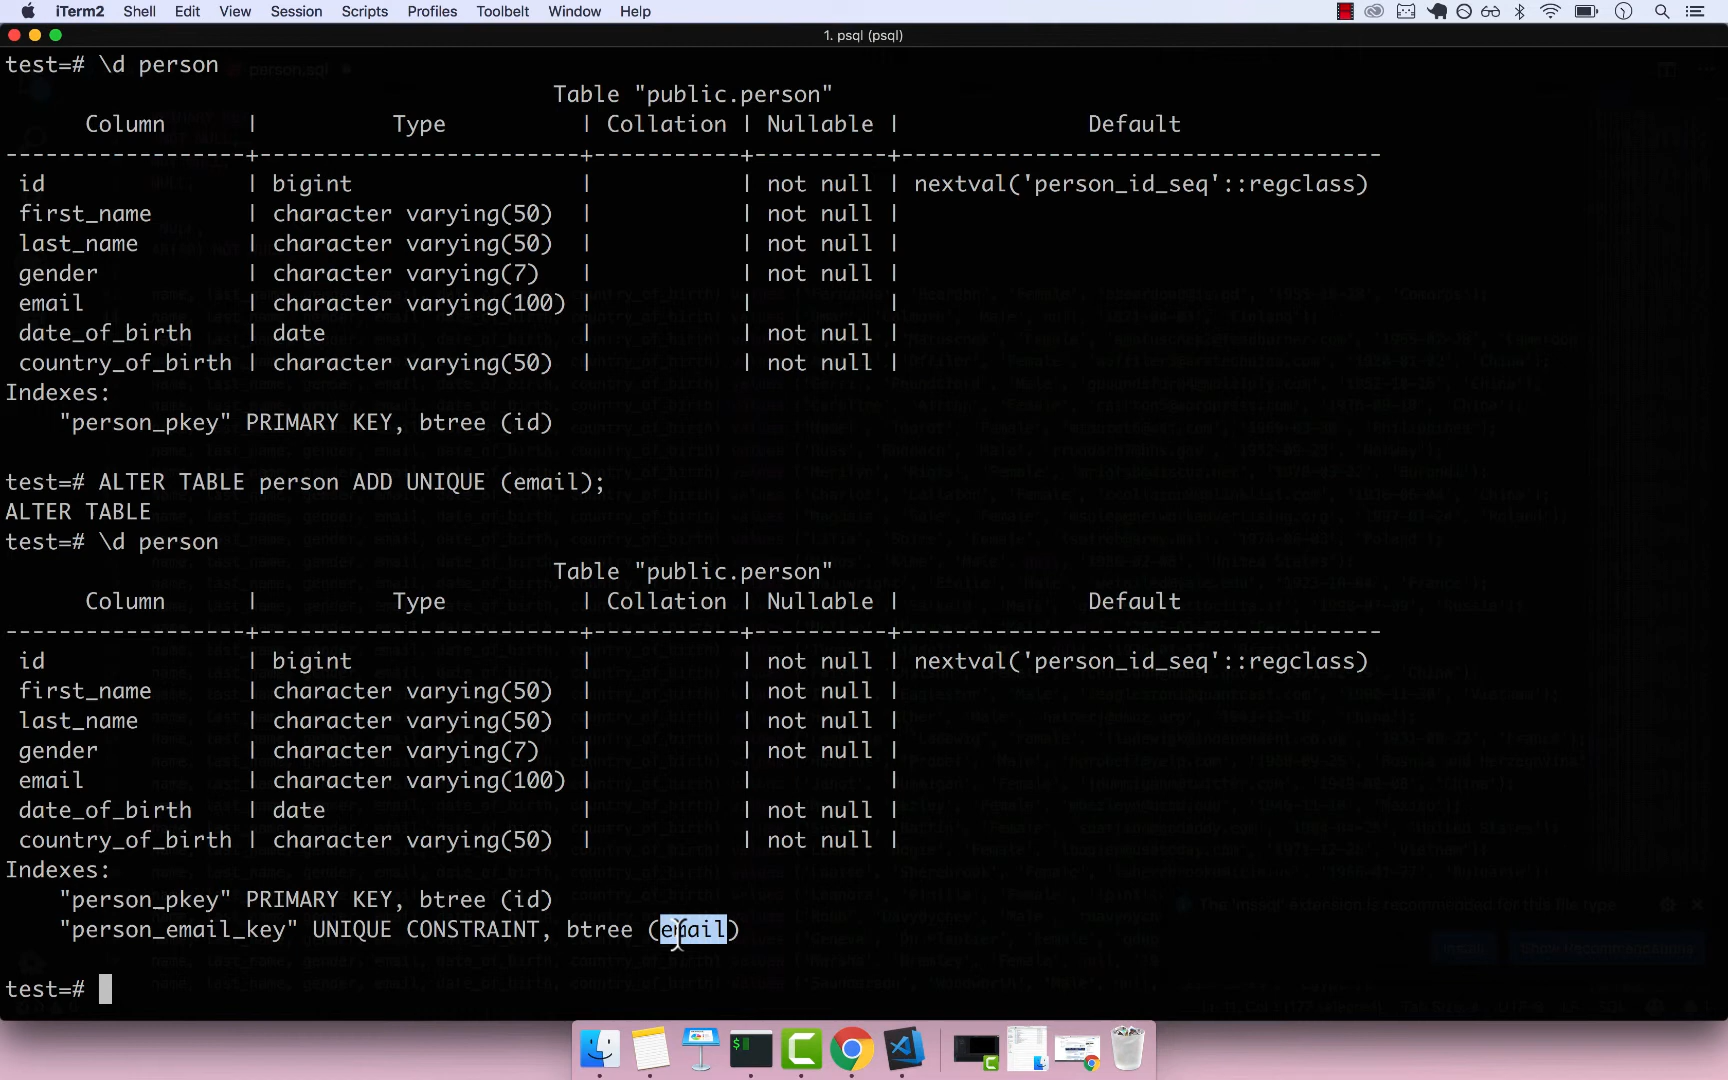 iTerm2 Shell Edit View Session Scripts Profiles Toolbelt Window Help
1. psql (psql)
test=# \d person
Table "public.person"
Column | Type | Collation | Nullable | Default
------------------+-------------------------+-----------+----------+------------------------------------
id | bigint | | not null | nextval('person_id_seq'::regclass)
first_name | character varying(50) | | not null |
last_name | character varying(50) | | not null |
gender | character varying(7) | | not null |
email | character varying(100) | | |
date_of_birth | date | | not null |
country_of_birth | character varying(50) | | not null |
Indexes:
"person_pkey" PRIMARY KEY, btree (id)
test=# ALTER TABLE person ADD UNIQUE (email);
ALTER TABLE
test=# \d person
Table "public.person"
Column | Type | Collation | Nullable | Default
------------------+-------------------------+-----------+----------+------------------------------------
id | bigint | | not null | nextval('person_id_seq'::regclass)
first_name | character varying(50) | | not null |
last_name | character varying(50) | | not null |
gender | character varying(7) | | not null |
email | character varying(100) | | |
date_of_birth | date | | not null |
country_of_birth | character varying(50) | | not null |
Indexes:
"person_pkey" PRIMARY KEY, btree (id)
"person_email_key" UNIQUE CONSTRAINT, btree (email)
test=#